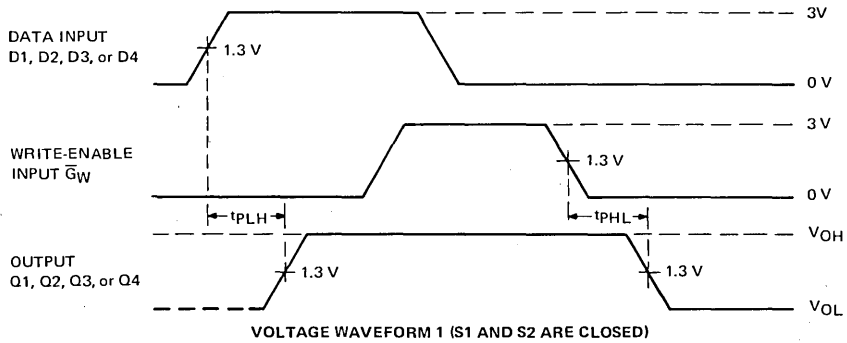 3V
DATA INPUT
D1, D2, D3, or D4
1.3 V
0 V
3 V
WRITE-ENABLE
INPUT G̅W
1.3 V
0 V
tPLH
tPHL
VOH
OUTPUT
Q1, Q2, Q3, or Q4
1.3 V
1.3 V
VOL
VOLTAGE WAVEFORM 1 (S1 AND S2 ARE CLOSED)